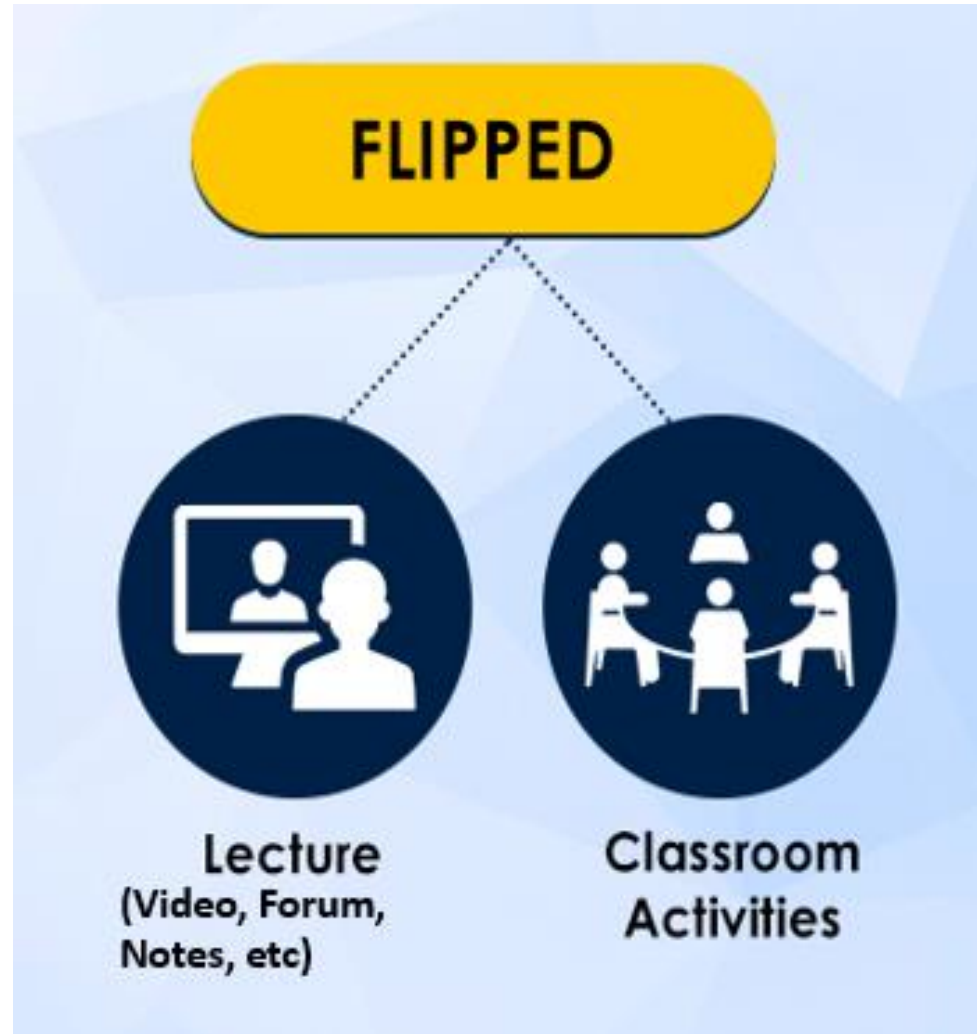 FLIPPED
Lecture
(Video, Forum,
Notes, etc)
Classroom
Activities